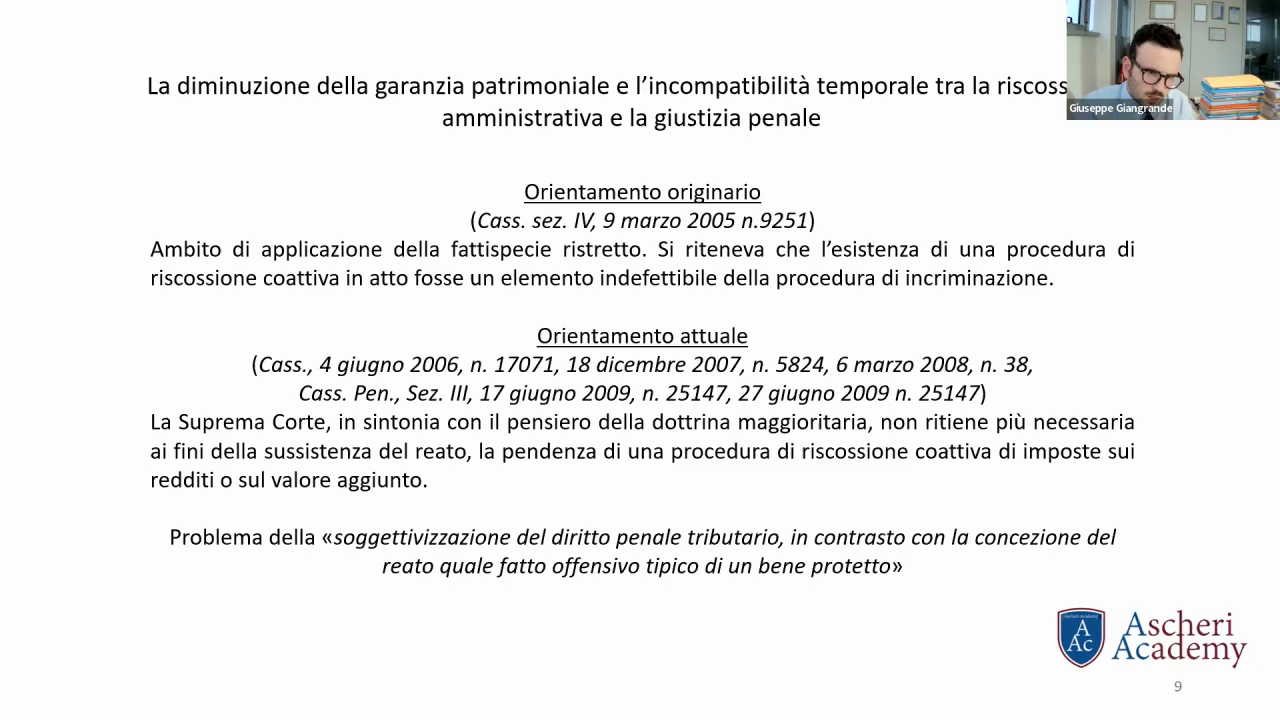 La diminuzione della garanzia patrimoniale e l’incompatibilità temporale tra la
amministrativa e la giustizia penale
Giuseppe Giangrande
Orientamento originario
(Cass. sez. IV, 9 marzo 2005 n.9251)
Ambito di applicazione della fattispecie ristretto. Si riteneva che l’esistenza di una procedura di
riscossione coattiva in atto fosse un elemento indefettibile della procedura di incriminazione.
Orientamento attuale
(Cass., 4 giugno 2006, n. 17071, 18 dicembre 2007, n. 5824, 6 marzo 2008, n. 38,
Cass. Pen., Sez. III, 17 giugno 2009, n. 25147, 27 giugno 2009 n. 25147)
La Suprema Corte, in sintonia con il pensiero della dottrina maggioritaria, non ritiene più necessaria
ai fini della sussistenza del reato, la pendenza di una procedura di riscossione coattiva di imposte sui
redditi o sul valore aggiunto.
Problema della «soggettivizzazione del diritto penale tributario, in contrasto con la concezione del
reato quale fatto offensivo tipico di un bene protetto»
A
Ac
Ascheri
Academy
9